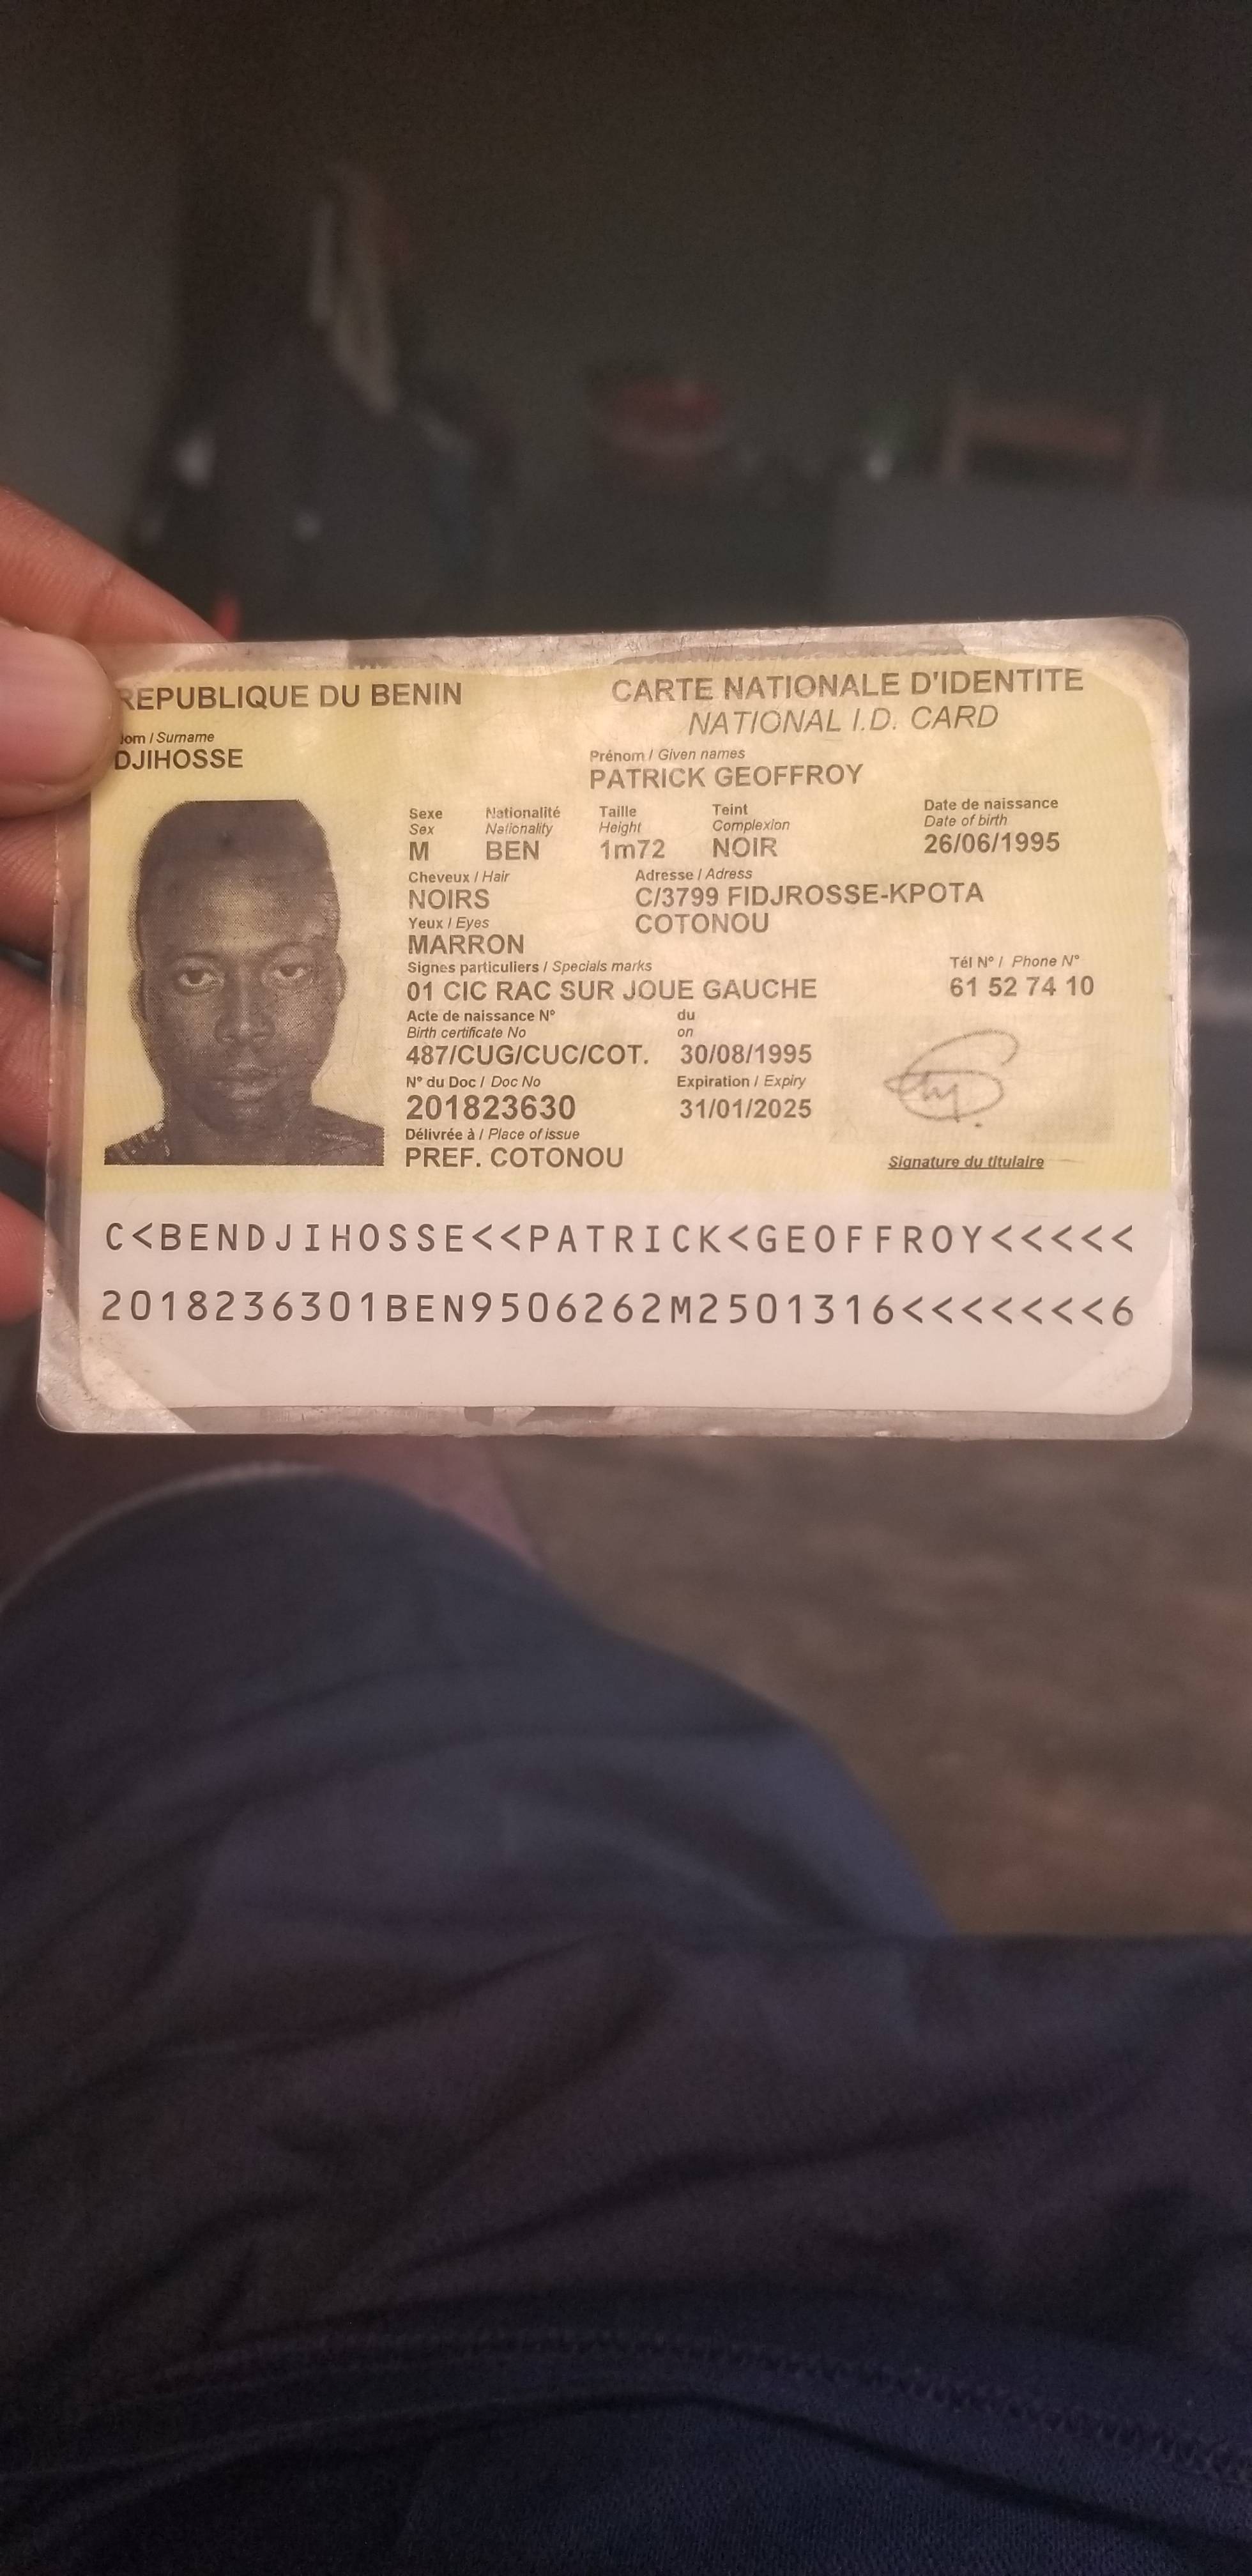 REPUBLIQUE DU BENIN
CARTE NATIONALE D'IDENTITE
NATIONAL I.D. CARD
Nom / Surname
DJIHOSSE
Prénom / Given names
PATRICK GEOFFROY
Sexe Nationalité Taille Teint Date de naissance
Sex Nationality Height Complexion Date of birth
M BEN 1m72 NOIR 26/06/1995
Cheveux / Hair Adresse / Adress
NOIRS C/3799 FIDJROSSE-KPOTA
Yeux / Eyes COTONOU
MARRON
Signes particuliers / Specials marks Tél N° / Phone N°
01 CIC RAC SUR JOUE GAUCHE 61 52 74 10
Acte de naissance N° du
Birth certificate No on
487/CUG/CUC/COT. 30/08/1995
N° du Doc / Doc No Expiration / Expiry
201823630 31/01/2025
Délivrée à / Place of issue
PREF. COTONOU
Signature du titulaire
C<BENDJIHOSSE<<PATRICK<GEOFFROY<<<<<
2018236301BEN9506262M2501316<<<<<<<6